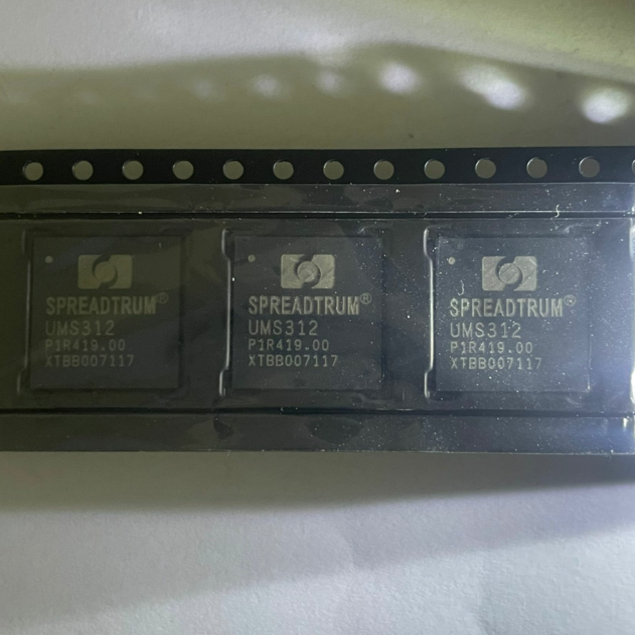 SPREADTRUM®
UMS312
P1R419.00
XTBB007117
SPREADTRUM®
UMS312
P1R419.00
XTBB007117
J
SPREADTRUM®
UMS312
P1R419.00
XTBB007117